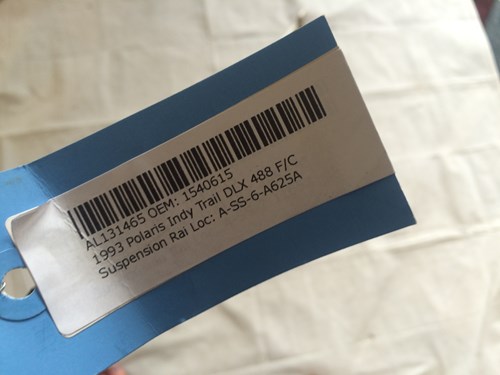 AL131465 OEM: 1540615
1993 Polaris Indy Trail DLX 488 F/C
Suspension Rai Loc: A-SS-6-A625A